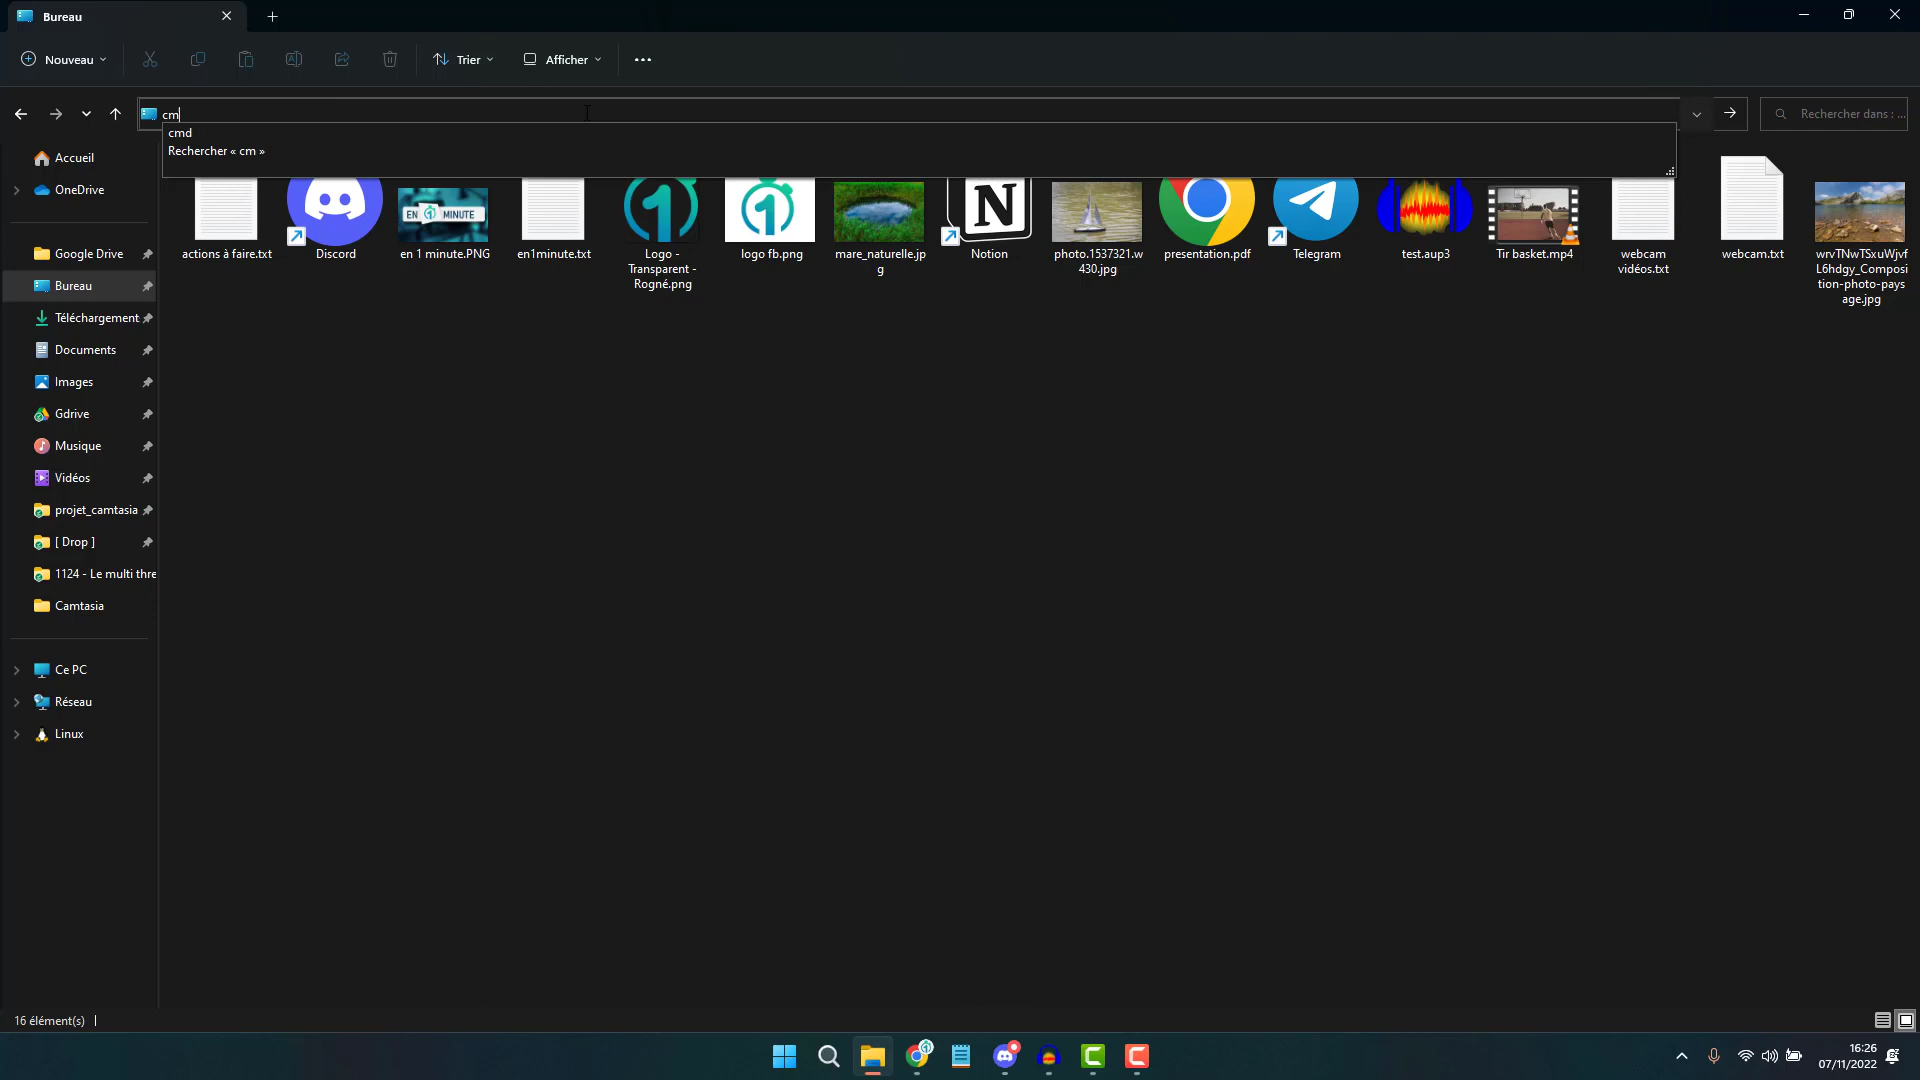 Bureau
Nouveau
Trier
Afficher
cm
Rechercher dans : ...
cmd
Rechercher « cm »
Accueil
OneDrive
Google Drive
Bureau
Téléchargement
Documents
Images
Gdrive
Musique
Vidéos
projet_camtasia
[ Drop ]
1124 - Le multi thre
Camtasia
Ce PC
Réseau
Linux
EN 1 MINUTE
N
actions à faire.txt
Discord
en 1 minute.PNG
en1minute.txt
Logo -
Transparent -
Rogné.png
logo fb.png
mare_naturelle.jp
g
Notion
photo.1537321.w
430.jpg
presentation.pdf
Telegram
test.aup3
Tir basket.mp4
webcam
vidéos.txt
webcam.txt
wrvTNwTSxuWjvf
L6hdgy_Composi
tion-photo-pays
age.jpg
16 élément(s)
16:26
07/11/2022